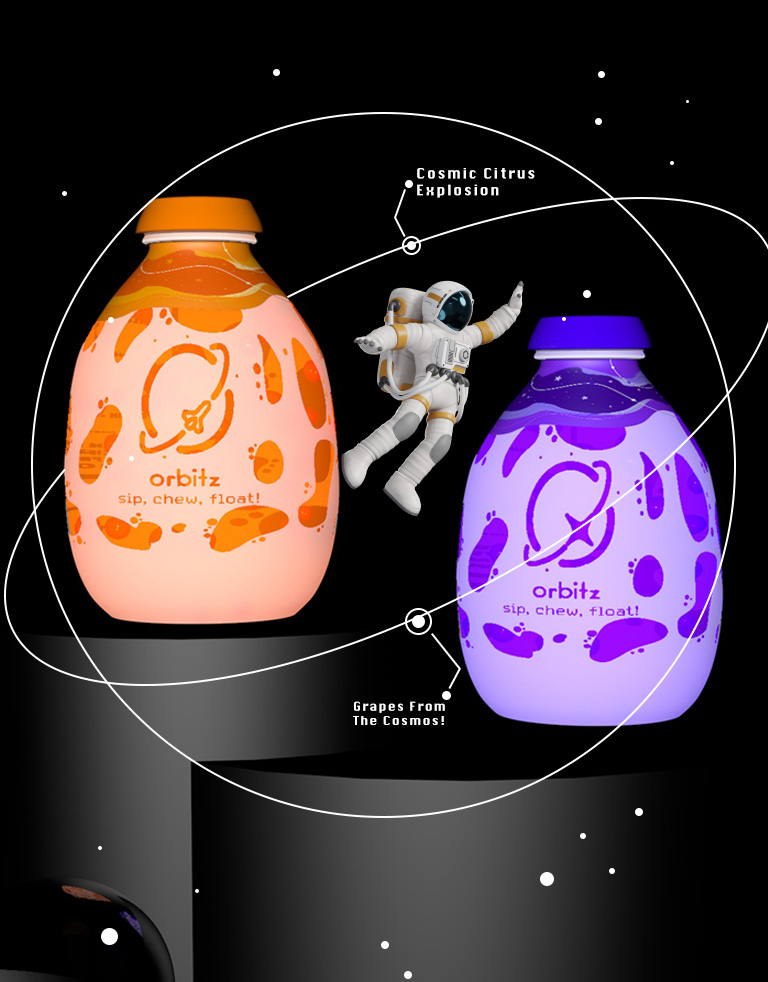 Cosmic Citrus
Explosion
orbitz
sip, chew, float!
orbitz
sip, chew, float!
Grapes From
The Cosmos!